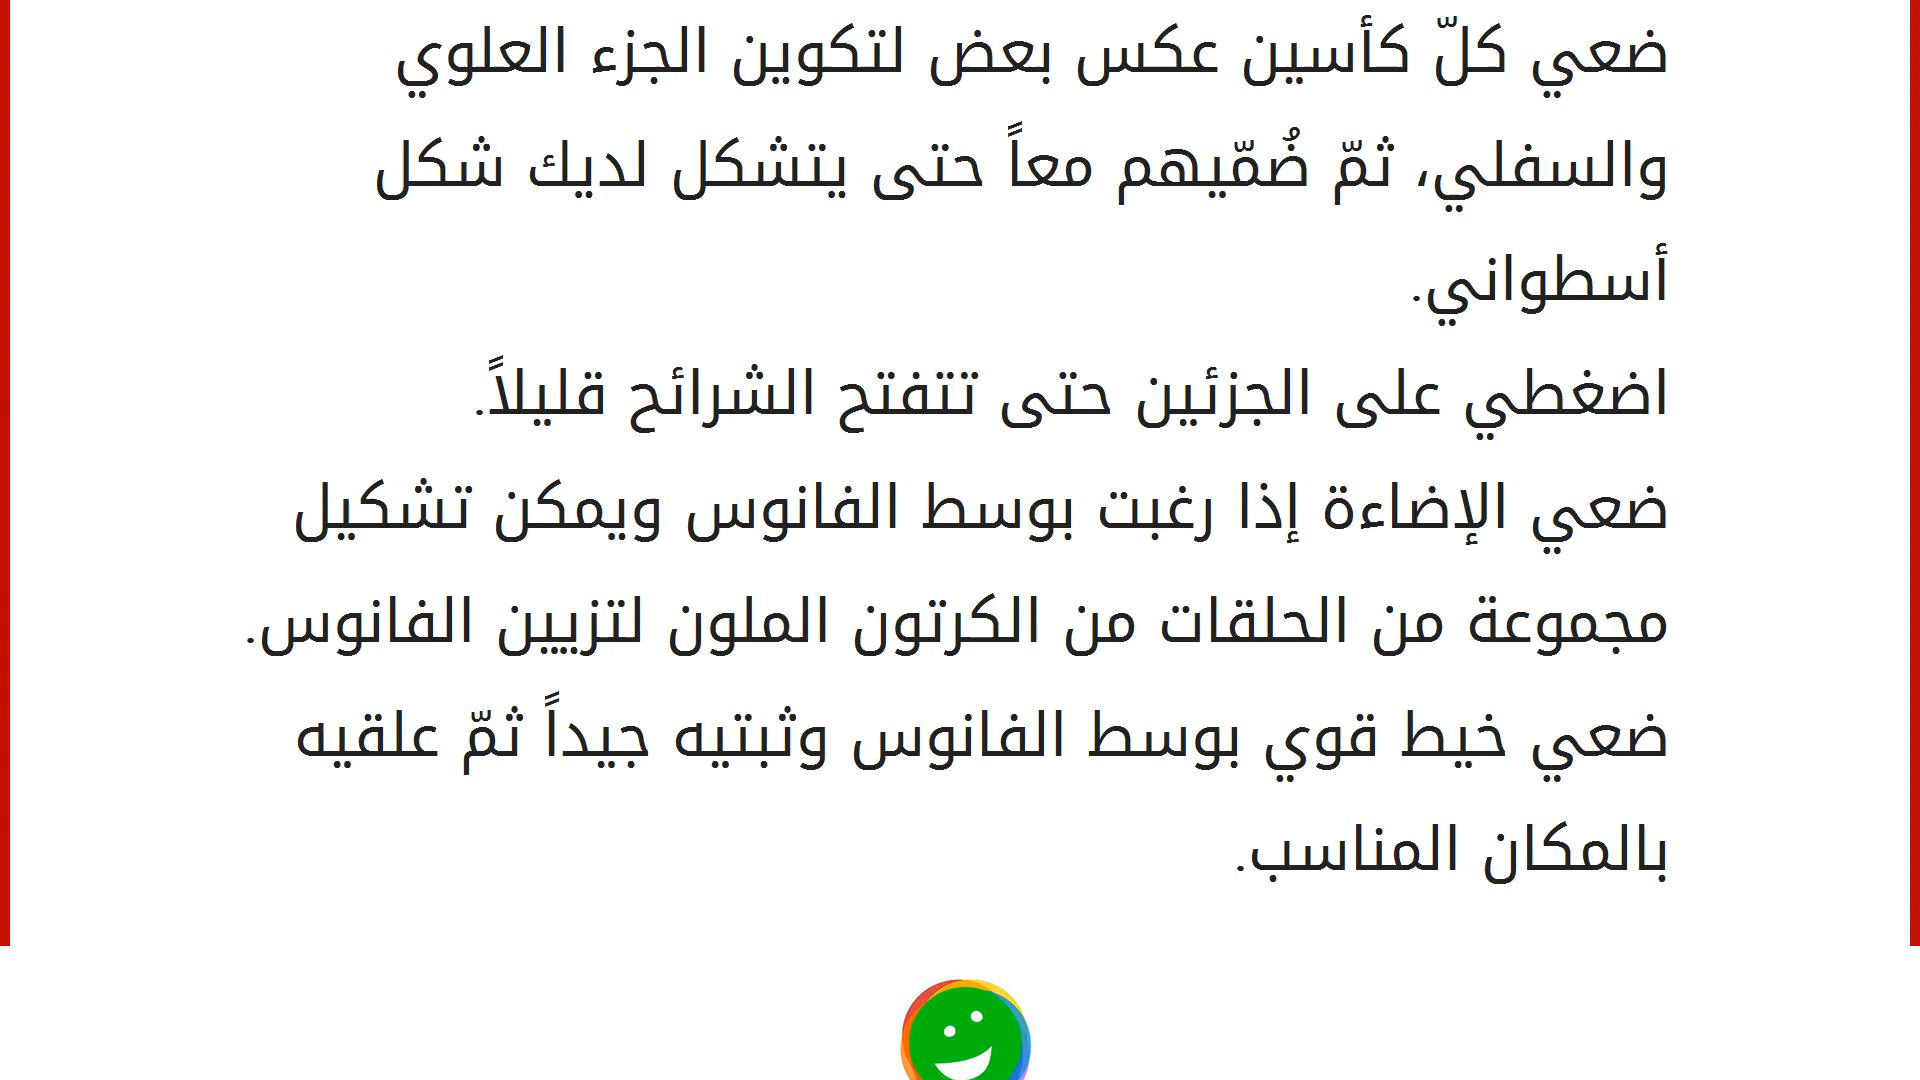 ضعي كلّ كأسين عكس بعض لتكوين الجزء العلوي
والسفلي، ثمّ ضُمّيهم معاً حتى يتشكل لديك شكل
أسطواني.
اضغطي على الجزئين حتى تتفتح الشرائح قليلاً.
ضعي الإضاءة إذا رغبت بوسط الفانوس ويمكن تشكيل
مجموعة من الحلقات من الكرتون الملون لتزيين الفانوس.
ضعي خيط قوي بوسط الفانوس وثبتيه جيداً ثمّ علقيه
بالمكان المناسب.